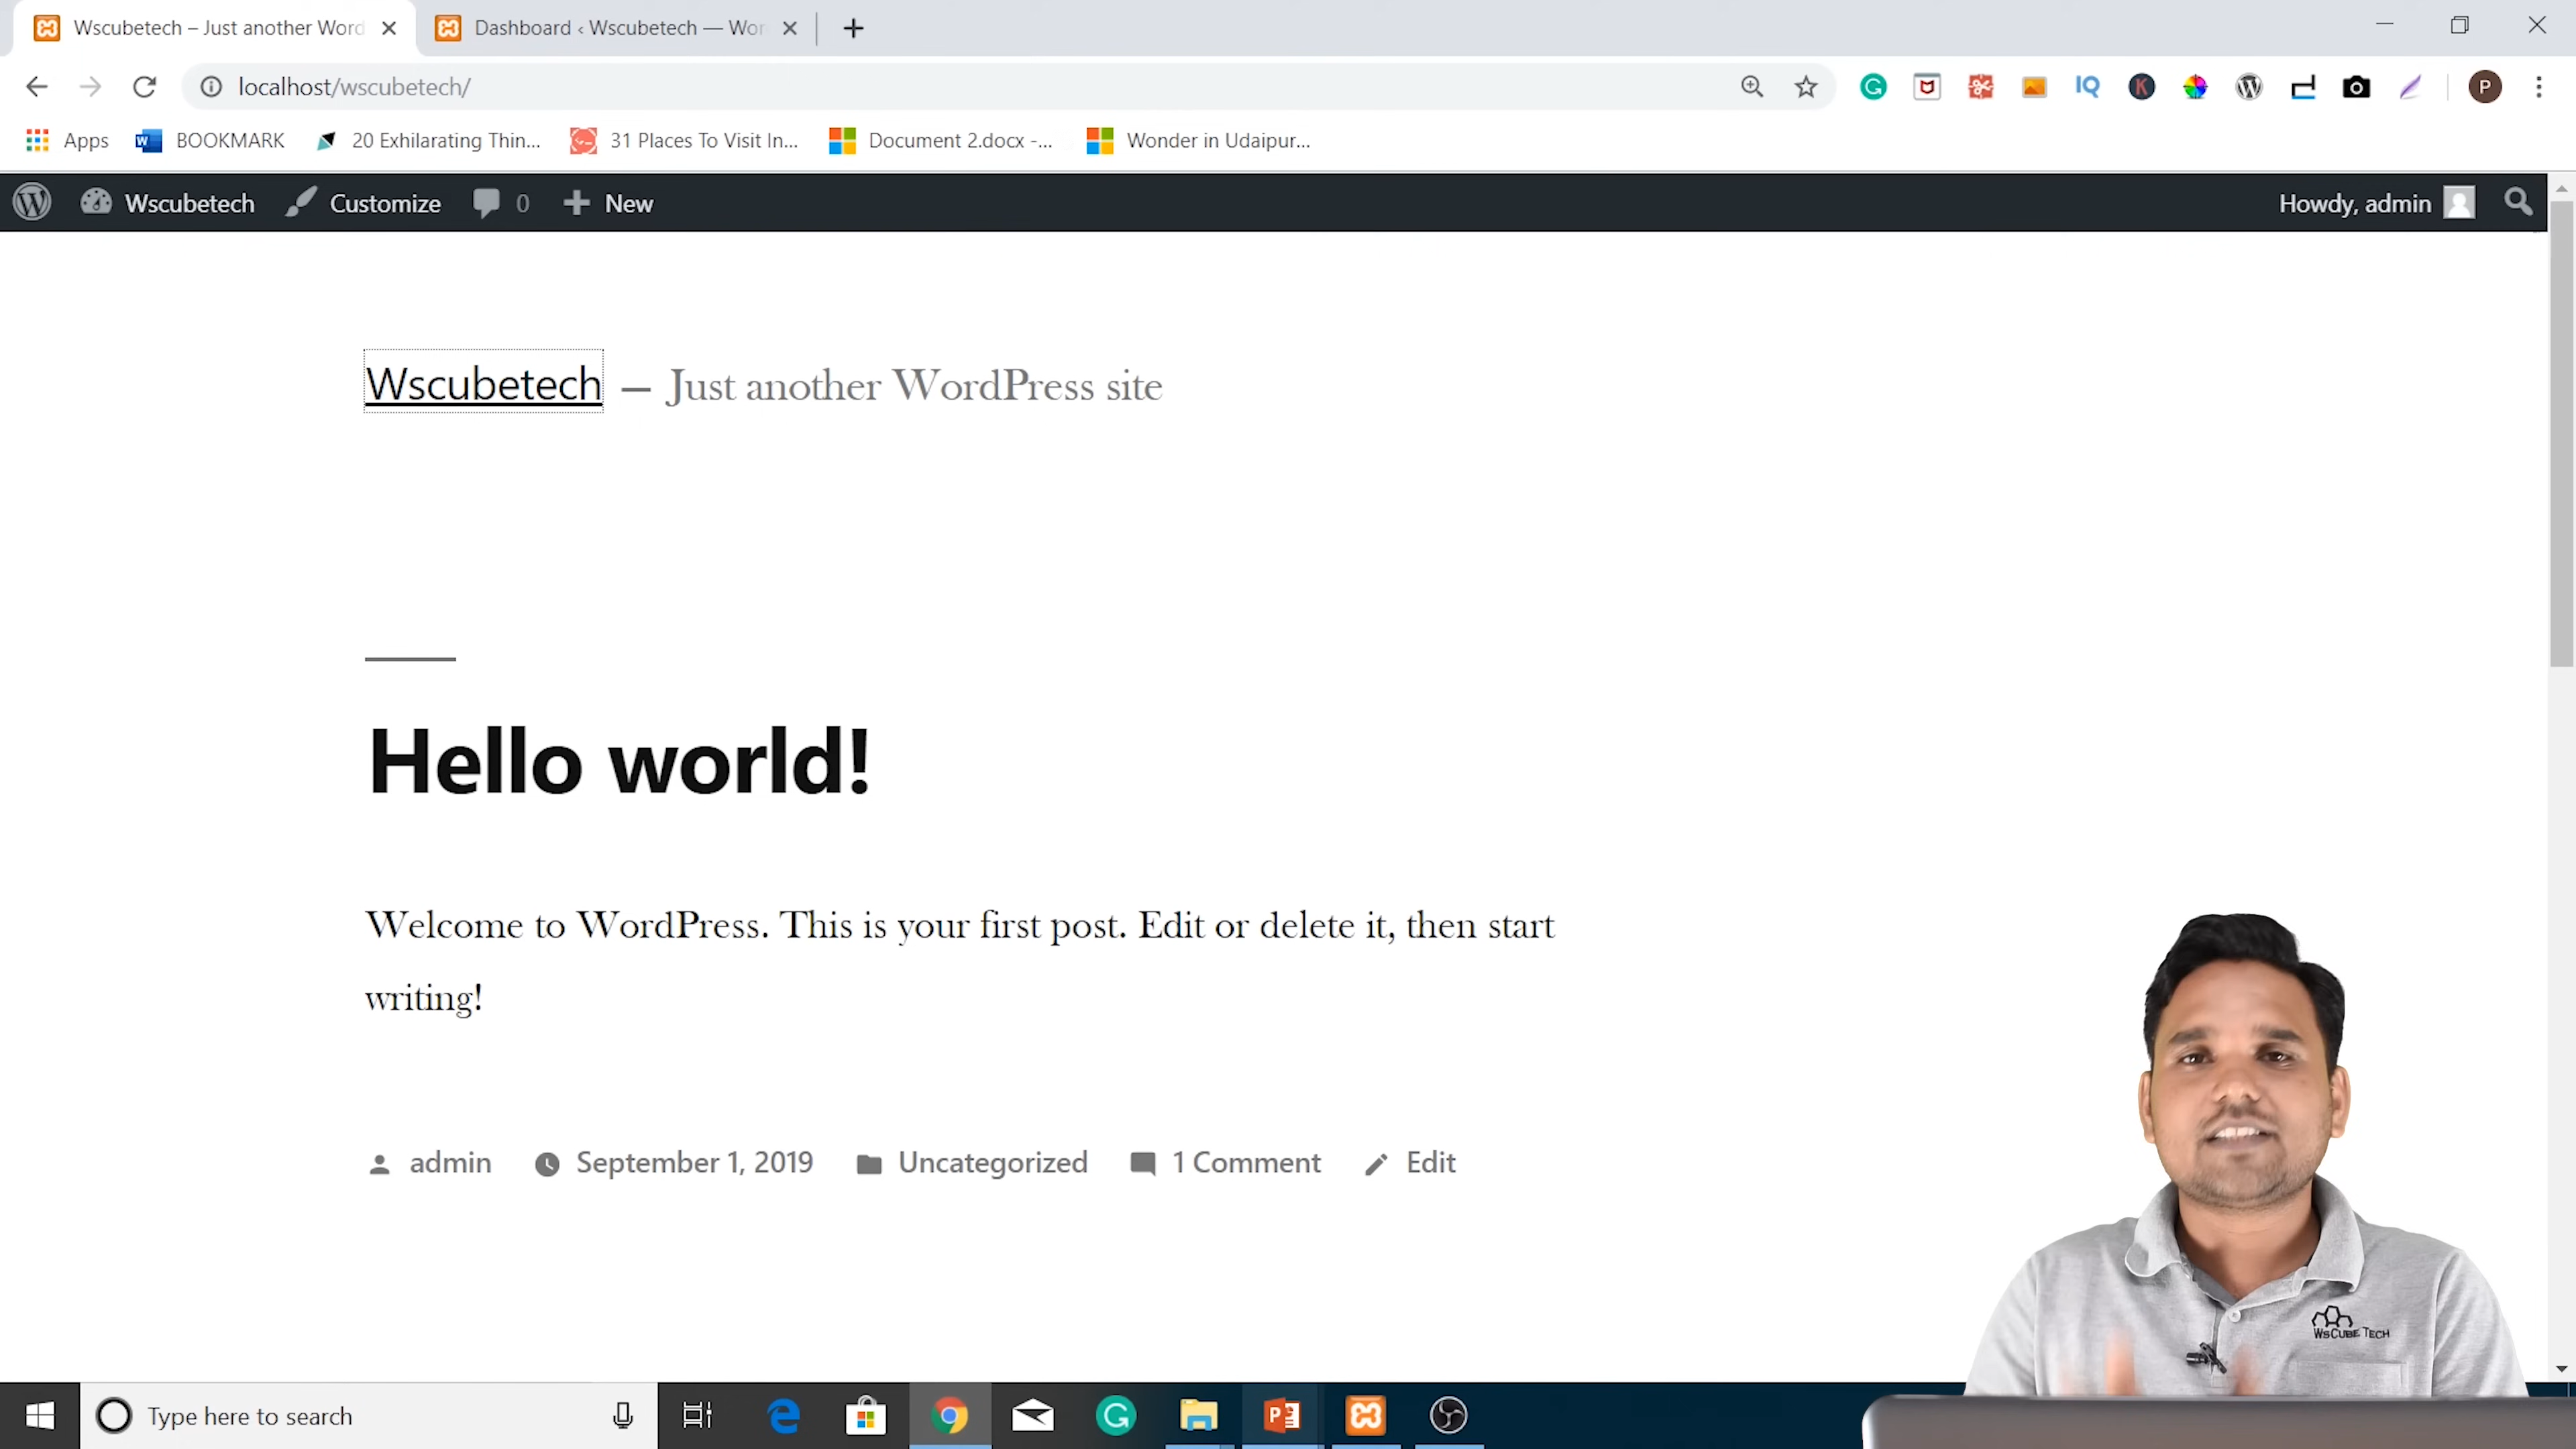 Wscubetech – Just another Word
Dashboard ‹ Wscubetech — Wor
localhost/wscubetech/
IQ
K
P
Apps
BOOKMARK
20 Exhilarating Thin...
31 Places To Visit In...
Document 2.docx -...
Wonder in Udaipur...
Wscubetech
Customize
0
New
Howdy, admin
Wscubetech — Just another WordPress site
Hello world!
Welcome to WordPress. This is your first post. Edit or delete it, then start
writing!
admin
September 1, 2019
Uncategorized
1 Comment
Edit
WsCube Tech
Type here to search